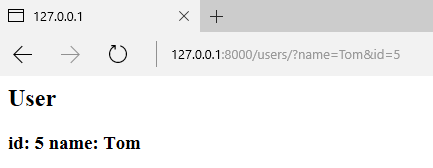 127.0.0.1
127.0.0.1:8000/users/?name=Tom&id=5
User
id: 5 name: Tom